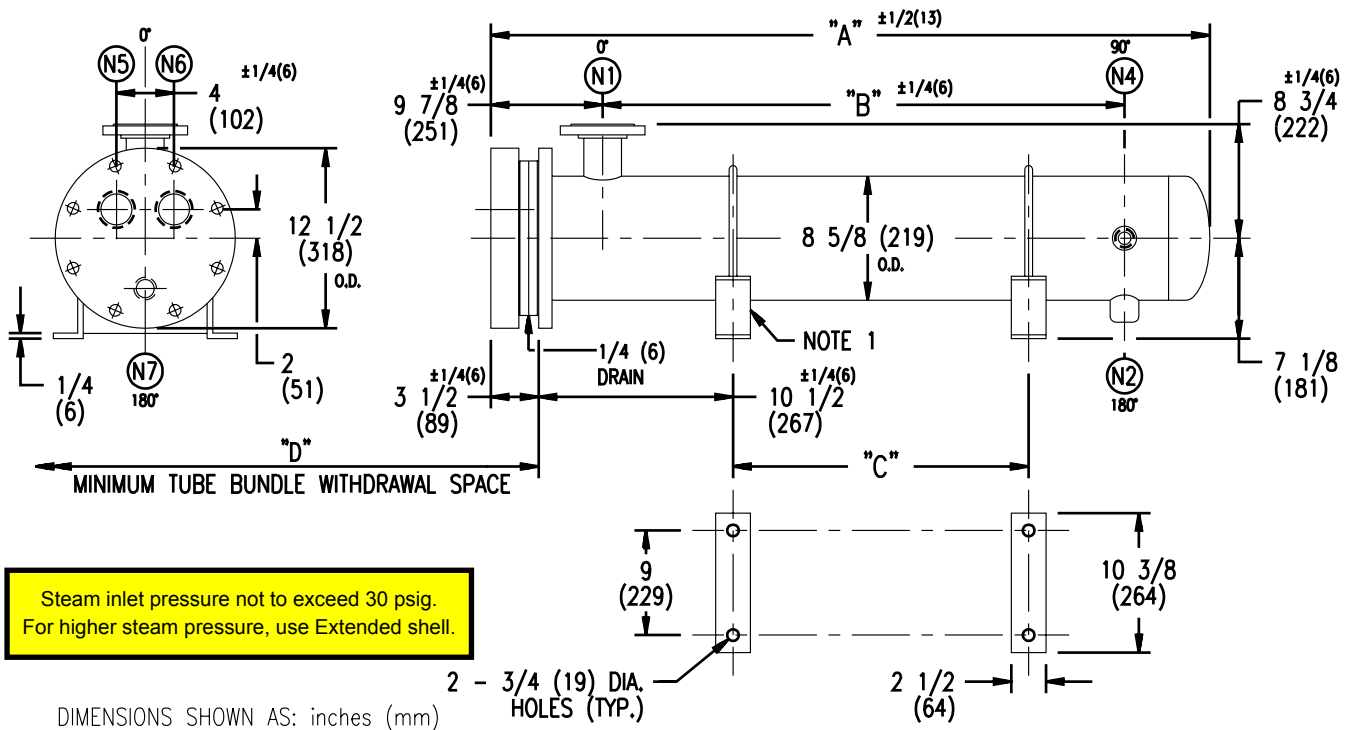 0°
N5 N6
±1/4(6)
4
(102)
12 1/2
(318)
O.D.
1/4
(6)
N7
180°
2
(51)
"A" ±1/2(13)
0°
N1
90°
N4
±1/4(6)
9 7/8
(251)
"B" ±1/4(6)
±1/4(6)
8 3/4
(222)
8 5/8 (219)
O.D.
NOTE 1
1/4 (6)
DRAIN
±1/4(6)
3 1/2
(89)
±1/4(6)
10 1/2
(267)
N2
180°
7 1/8
(181)
"D"
MINIMUM TUBE BUNDLE WITHDRAWAL SPACE
"C"
9
(229)
10 3/8
(264)
2 - 3/4 (19) DIA.
HOLES (TYP.)
2 1/2
(64)
Steam inlet pressure not to exceed 30 psig.
For higher steam pressure, use Extended shell.
DIMENSIONS SHOWN AS: inches (mm)